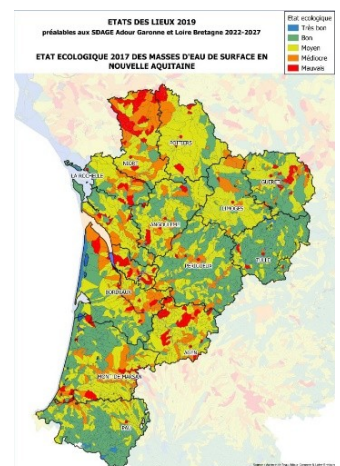 ETATS DES LIEUX 2019
préalables aux SDAGE Adour Garonne et Loire Bretagne 2022-2027
ETAT ECOLOGIQUE 2017 DES MASSES D'EAU DE SURFACE EN
NOUVELLE AQUITAINE
Etat ecologique
Très bon
Bon
Moyen
Médiocre
Mauvais
POITIERS
NIORT
LA ROCHELLE
GUERET
LIMOGES
ANGOULEME
TULLE
PERIGUEUX
BORDEAUX
AGEN
MONT-DE-MARSAN
PAU